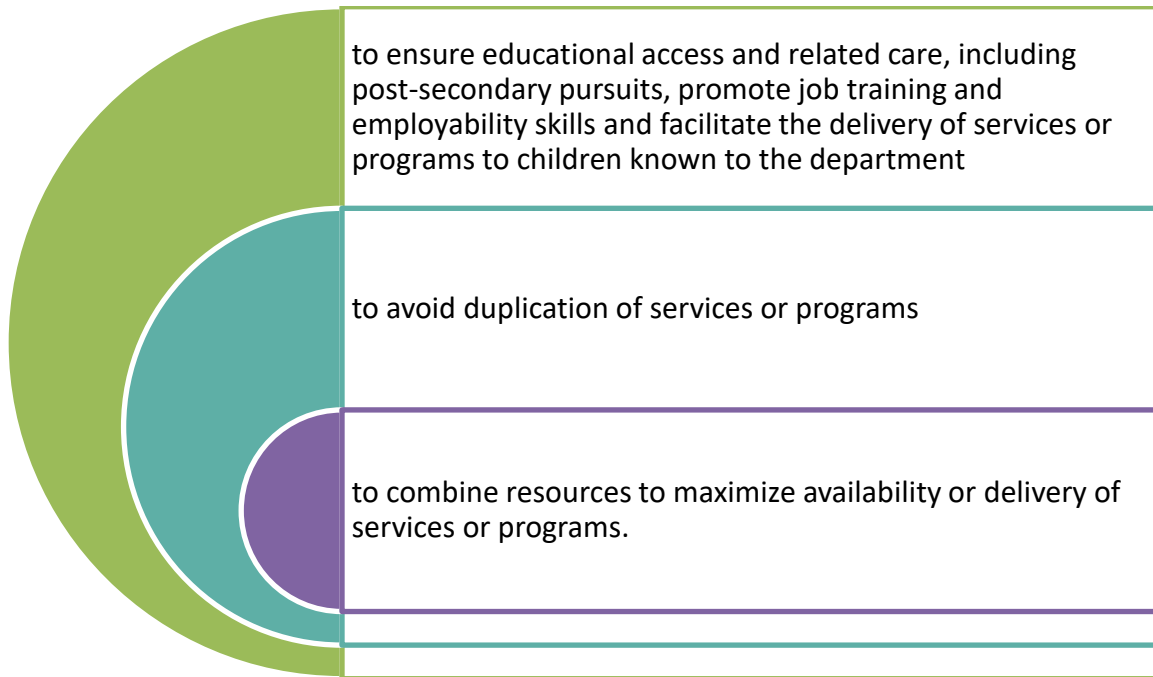 to ensure educational access and related care, including
post-secondary pursuits, promote job training and
employability skills and facilitate the delivery of services or
programs to children known to the department
to avoid duplication of services or programs
to combine resources to maximize availability or delivery of
services or programs.